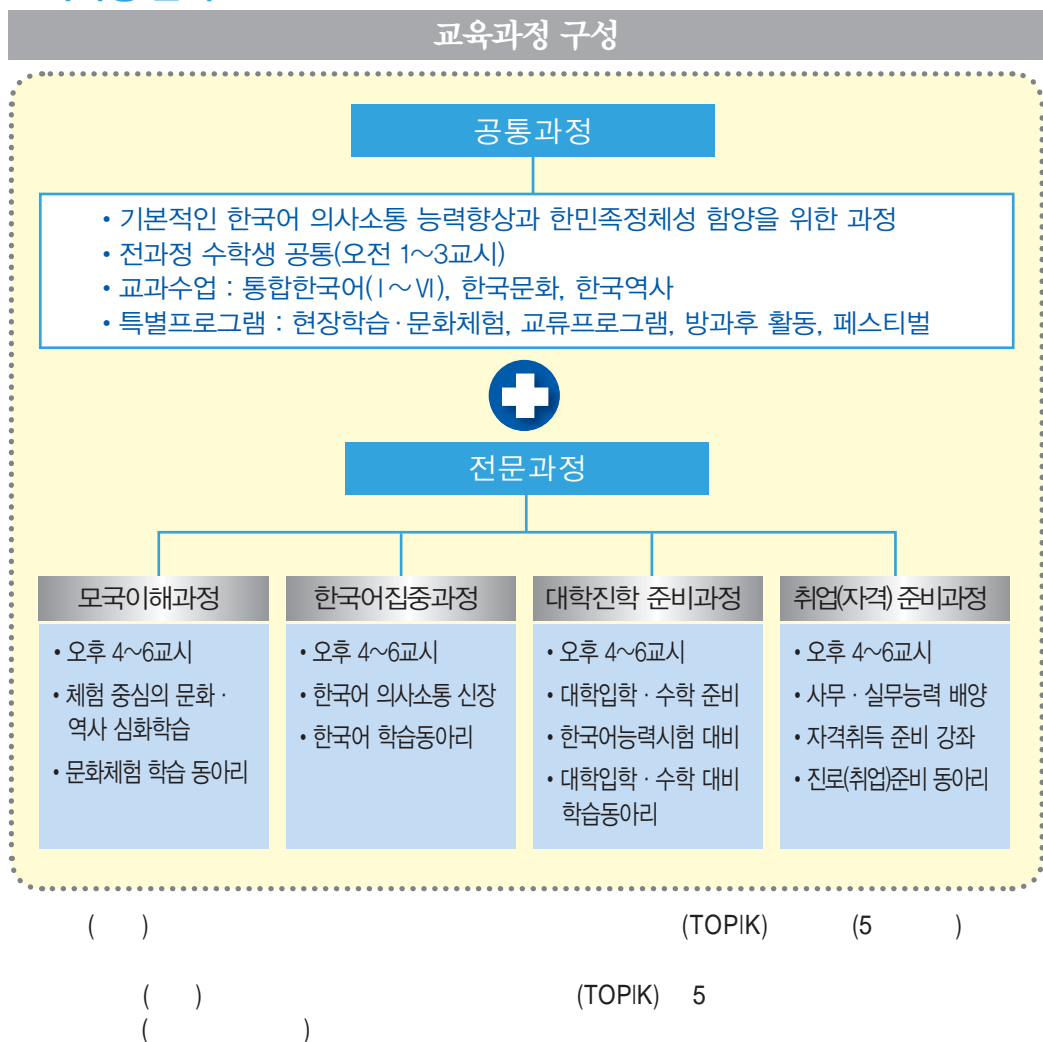 교육과정 구성
공통과정
• 기본적인 한국어 의사소통 능력향상과 한민족정체성 함양을 위한 과정
• 전과정 수학생 공통(오전 1~3교시)
• 교과수업 : 통합한국어(Ⅰ~Ⅵ), 한국문화, 한국역사
• 특별프로그램 : 현장학습·문화체험, 교류프로그램, 방과후 활동, 페스티벌
전문과정
모국이해과정
• 오후 4~6교시
• 체험 중심의 문화·
역사 심화학습
• 문화체험 학습 동아리
한국어집중과정
• 오후 4~6교시
• 한국어 의사소통 신장
• 한국어 학습동아리
대학진학 준비과정
• 오후 4~6교시
• 대학입학·수학 준비
• 한국어능력시험 대비
• 대학입학·수학 대비
학습동아리
취업(자격) 준비과정
• 오후 4~6교시
• 사무·실무능력 배양
• 자격취득 준비 강좌
• 진로(취업)준비 동아리
( ) (TOPIK) (5 )
( ) (TOPIK) 5
( )